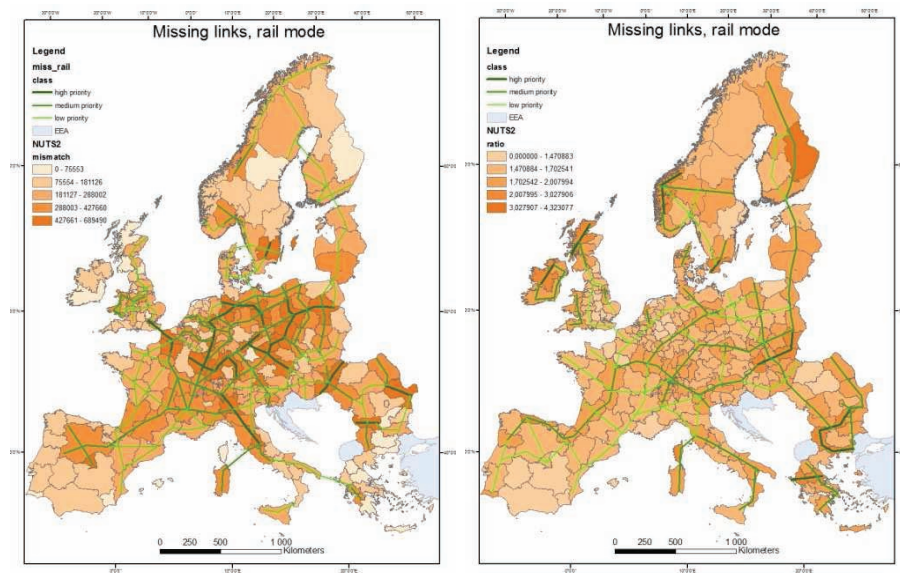 Missing links, rail mode
Legend
miss_rail
class
high priority
medium priority
low priority
EEA
NUTS2
mismatch
0 - 75553
75554 - 181126
181127 - 288002
288003 - 427660
427661 - 689490
0 250 500 1 000
Kilometers
Missing links, rail mode
Legend
class
high priority
medium priority
low priority
EEA
NUTS2
ratio
0,000000 - 1,470883
1,470884 - 1,702541
1,702542 - 2,007994
2,007995 - 3,027906
3,027907 - 4,323077
0 250 500 1 000
Kilometers